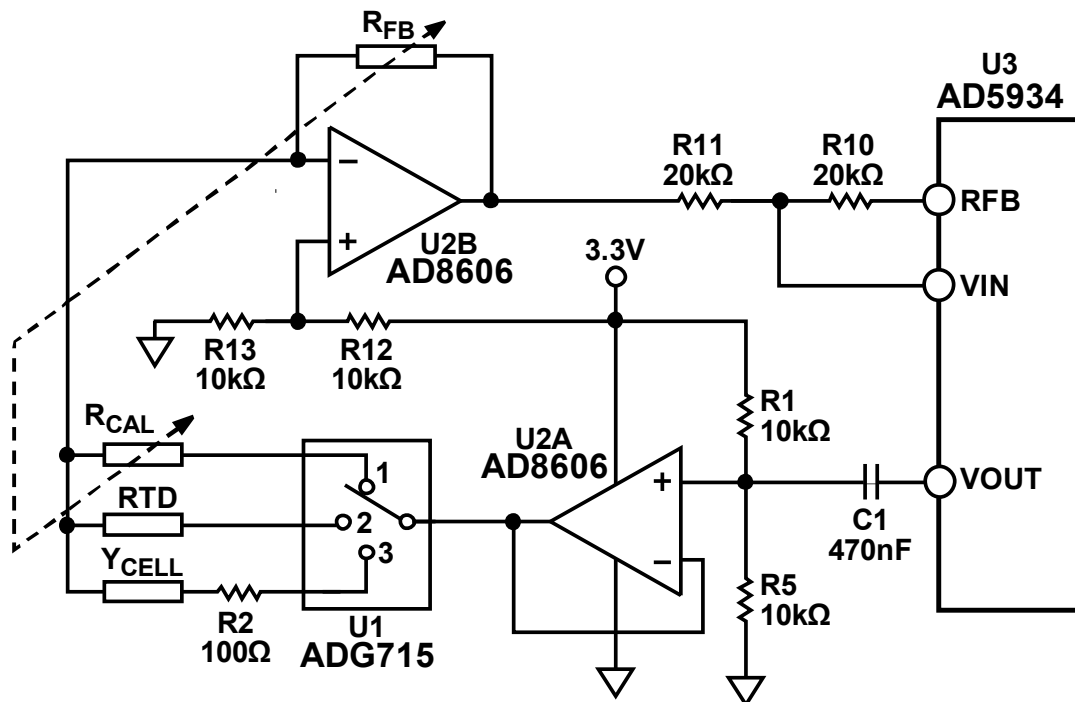 RFB
U3
AD5934
R11
20kΩ
R10
20kΩ
RFB
−
+
U2B
AD8606
VIN
3.3V
R13
10kΩ
R12
10kΩ
RCAL
R1
10kΩ
U2A
AD8606
+
−
VOUT
C1
470nF
1
RTD
2
YCELL
3
R2
100Ω
U1
ADG715
R5
10kΩ